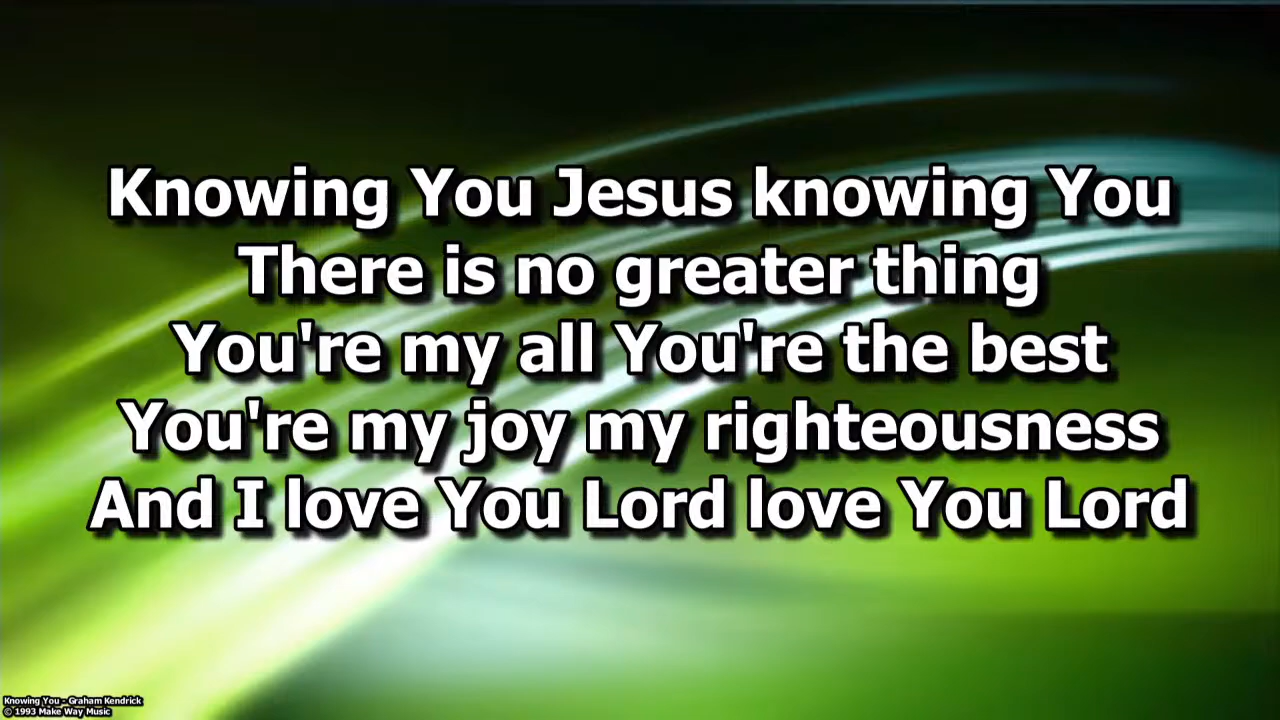 Knowing You Jesus knowing You
There is no greater thing
You're my all You're the best
You're my joy my righteousness
And I love You Lord love You Lord
Knowing You - Graham Kendrick
© 1993 Make Way Music